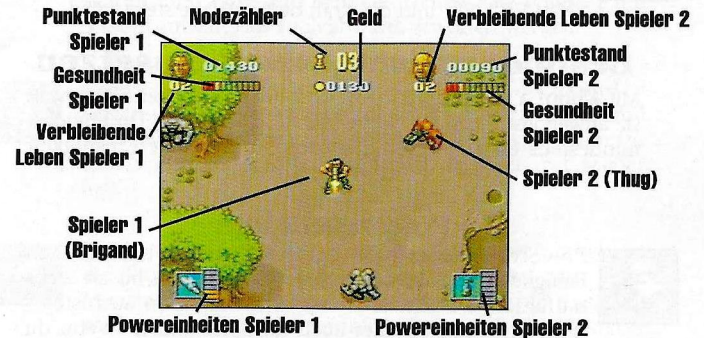 Punktestand
Spieler 1
Nodezähler
Geld
Verbleibende Leben Spieler 2
Gesundheit
Spieler 1
Verbleibende
Leben Spieler 1
01430
03
00090
02
0130
02
Punktestand
Spieler 2
Gesundheit
Spieler 2
Spieler 2 (Thug)
Spieler 1
(Brigand)
Powereinheiten Spieler 1
Powereinheiten Spieler 2